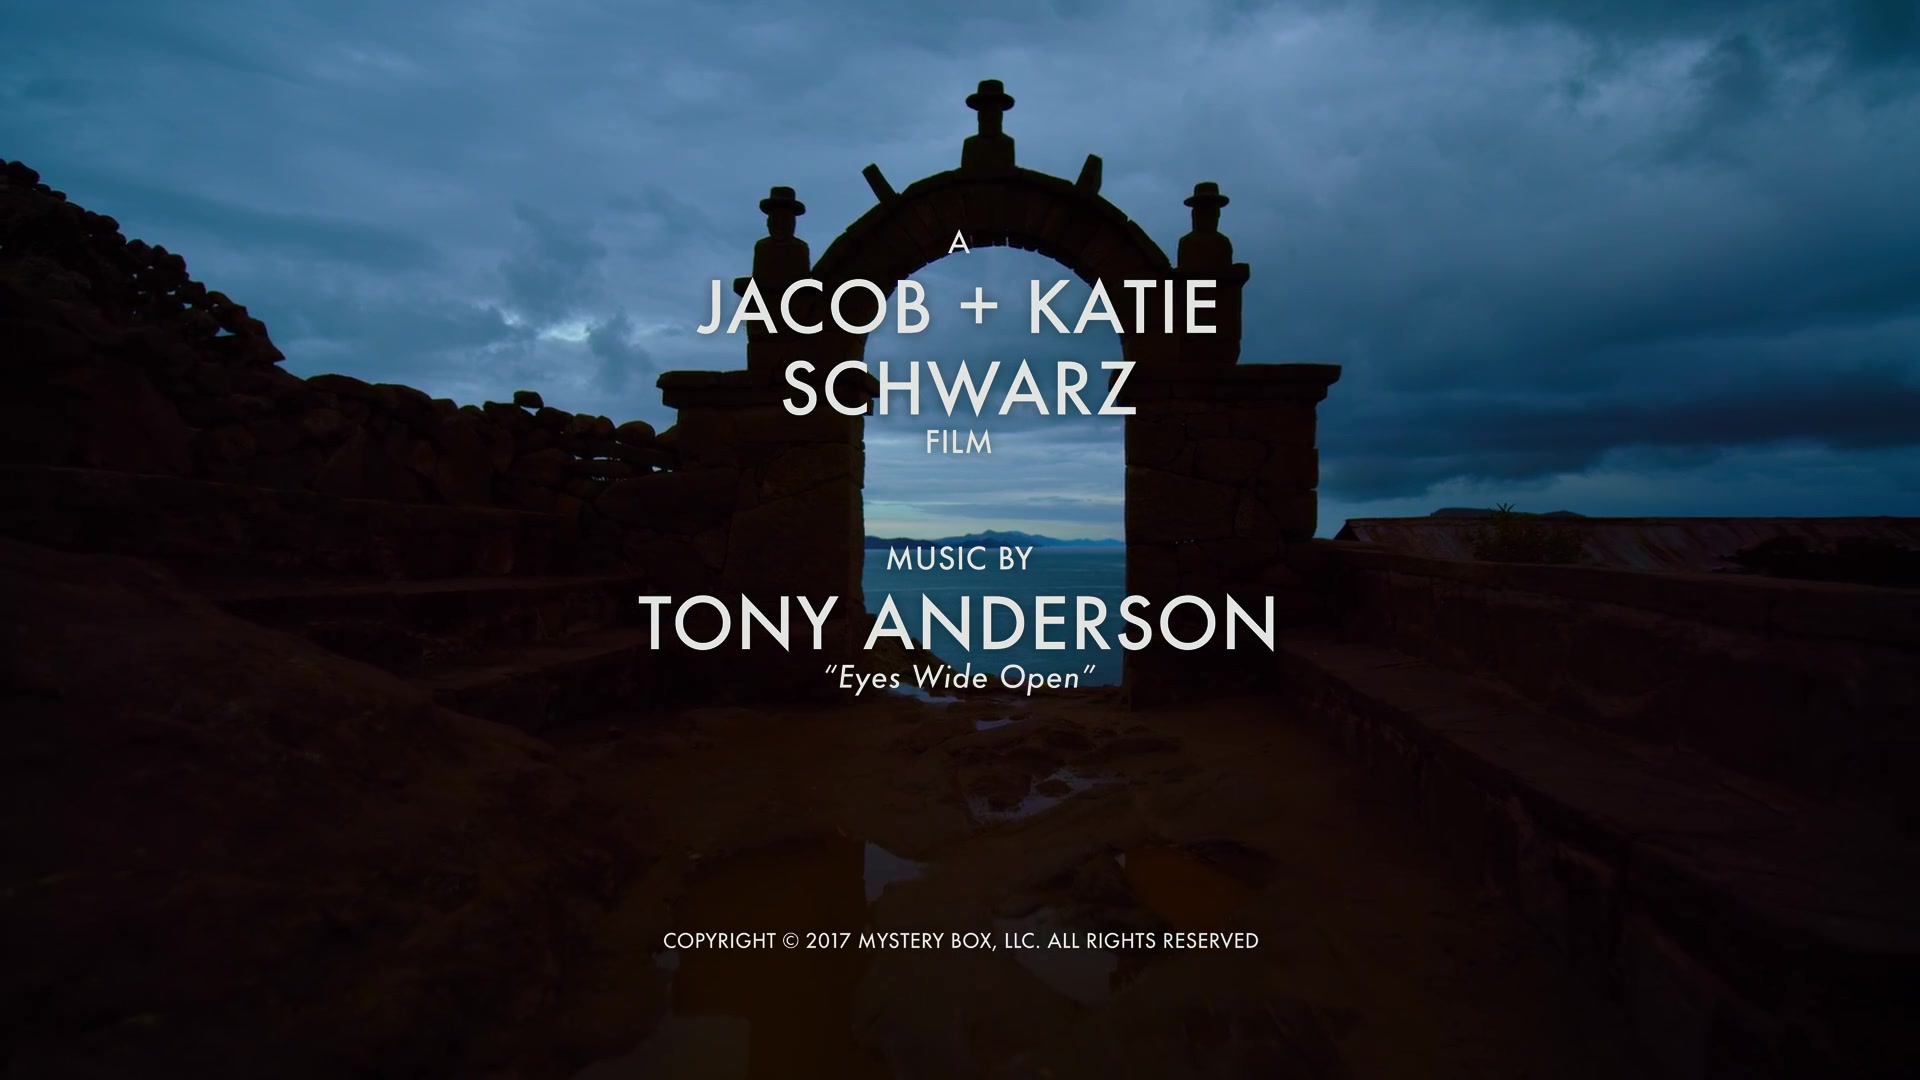 A
JACOB + KATIE
SCHWARZ
FILM
MUSIC BY
TONY ANDERSON
“Eyes Wide Open”
COPYRIGHT © 2017 MYSTERY BOX, LLC. ALL RIGHTS RESERVED